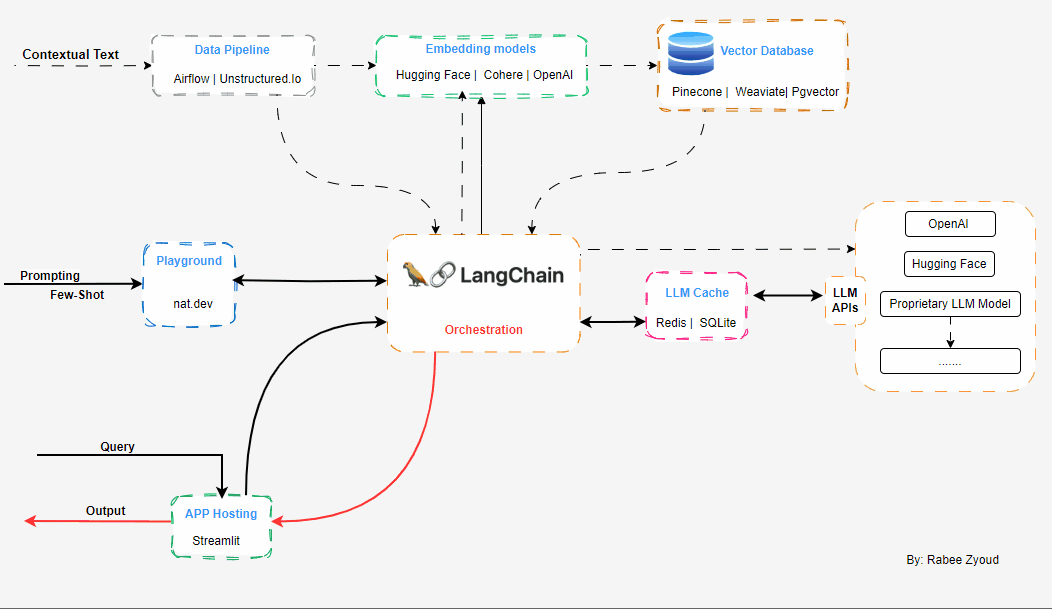 Contextual Text
Data Pipeline
Airflow | Unstructured.Io
Embedding models
Hugging Face | Cohere | OpenAI
Vector Database
Pinecone | Weaviate| Pgvector
Prompting
Few-Shot
Playground
nat.dev
LangChain
Orchestration
LLM Cache
Redis | SQLite
LLM
APIs
OpenAI
Hugging Face
Proprietary LLM Model
.......
Query
Output
APP Hosting
Streamlit
By: Rabee Zyoud